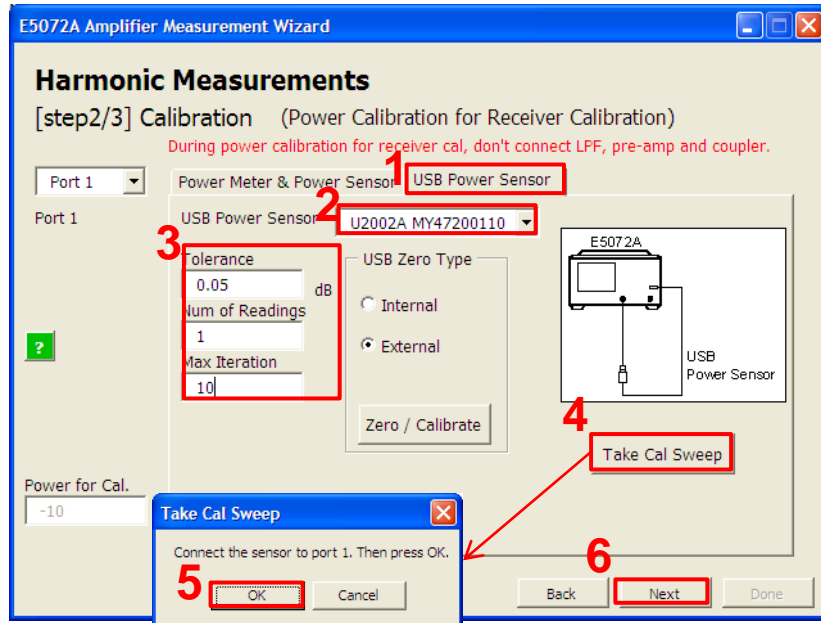 E5072A Amplifier Measurement Wizard
Harmonic Measurements
[step2/3] Calibration (Power Calibration for Receiver Calibration)
During power calibration for receiver cal, don't connect LPF, pre-amp and coupler.
1
Port 1
Power Meter & Power Sensor
USB Power Sensor
Port 1
USB Power Sensor
2
U2002A MY47200110
3
Tolerance
0.05
dB
Num of Readings
1
Max Iteration
10
USB Zero Type
Internal
External
Zero / Calibrate
E5072A
USB
Power Sensor
?
4
Take Cal Sweep
Power for Cal.
-10
Take Cal Sweep
Connect the sensor to port 1. Then press OK.
5
OK
Cancel
6
Back
Next
Done